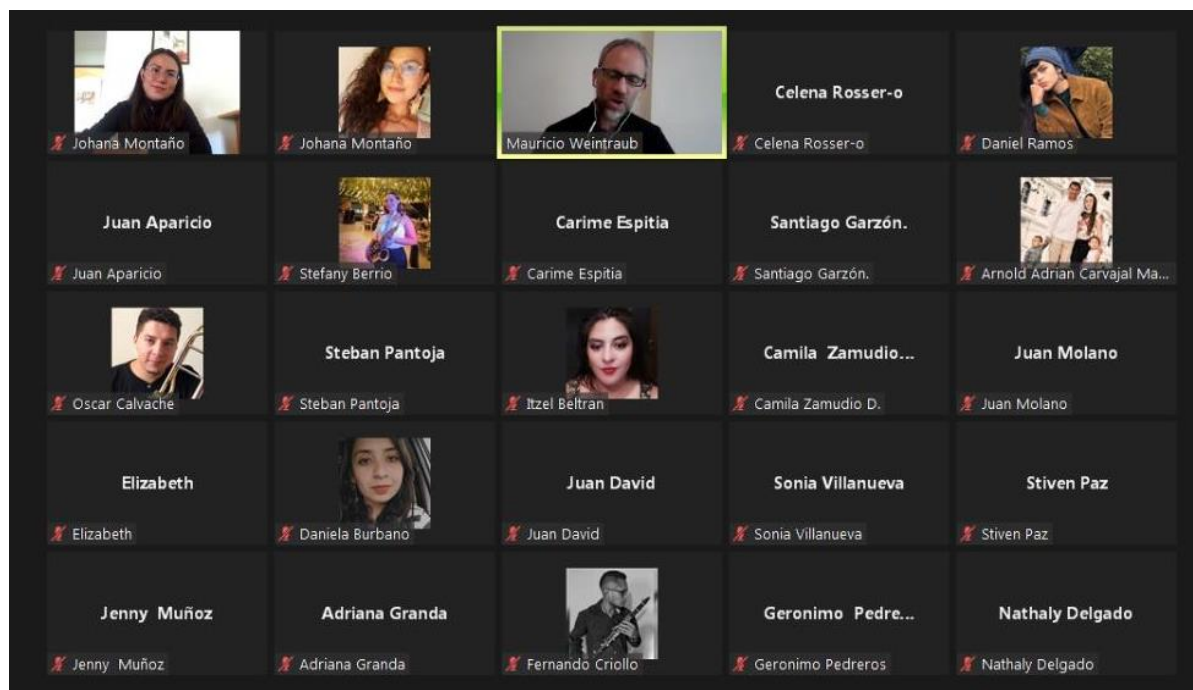 Johana Montaño
Johana Montaño
Mauricio Weintraub
Celena Rosser-o
Celena Rosser-o
Daniel Ramos
Juan Aparicio
Juan Aparicio
Stefany Berrio
Carime Espitia
Carime Espitia
Santiago Garzón.
Santiago Garzón.
Arnold Adrian Carvajal Ma...
Oscar Calvache
Steban Pantoja
Steban Pantoja
Itzel Beltran
Camila Zamudio...
Camila Zamudio D.
Juan Molano
Juan Molano
Elizabeth
Elizabeth
Daniela Burbano
Juan David
Juan David
Sonia Villanueva
Sonia Villanueva
Stiven Paz
Stiven Paz
Jenny Muñoz
Jenny Muñoz
Adriana Granda
Adriana Granda
Fernando Criollo
Geronimo Pedre...
Geronimo Pedreros
Nathaly Delgado
Nathaly Delgado